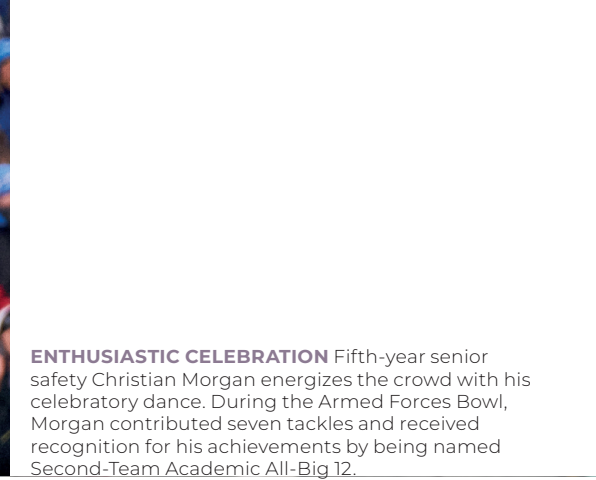 ENTHUSIASTIC CELEBRATION Fifth-year senior
safety Christian Morgan energizes the crowd with his
celebratory dance. During the Armed Forces Bowl,
Morgan contributed seven tackles and received
recognition for his achievements by being named
Second-Team Academic All-Big 12.